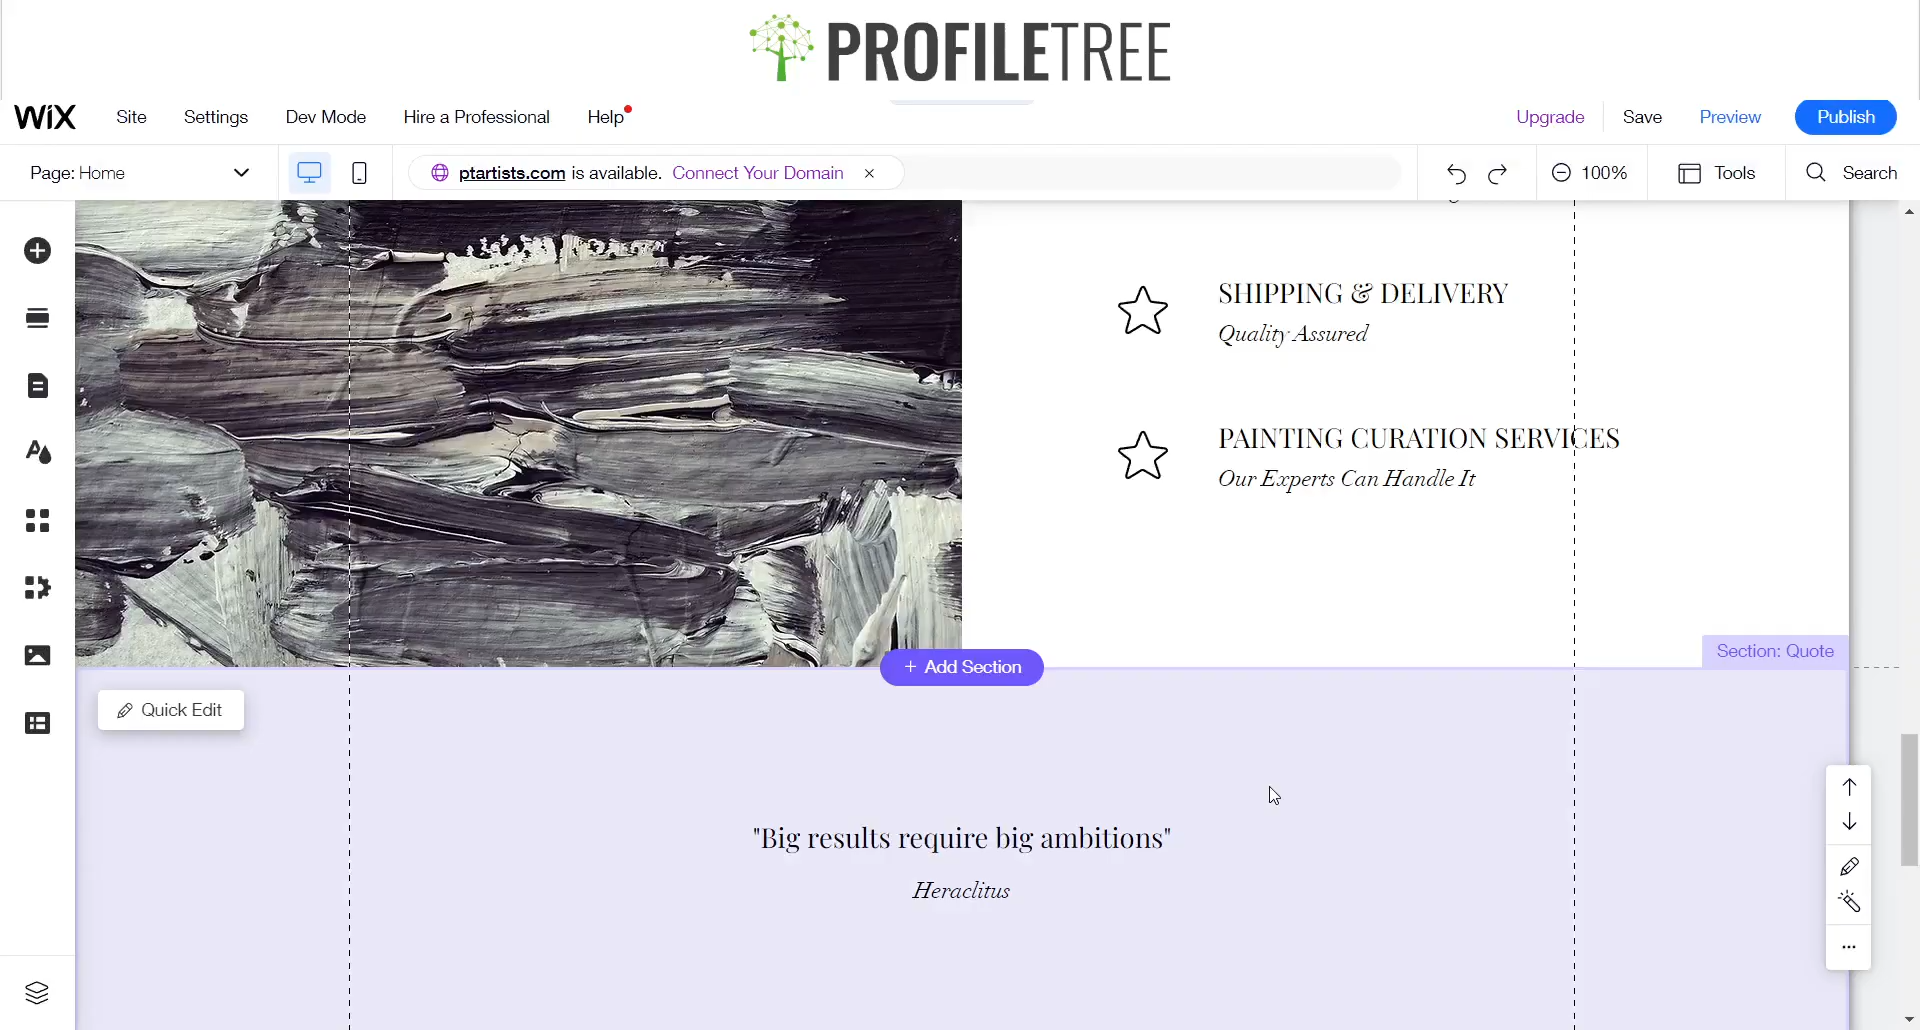 PROFILETREE
WiX Site Settings Dev Mode Hire a Professional Help Upgrade Save Preview Publish
Page: Home ptartists.com is available. Connect Your Domain × 100% Tools Search
SHIPPING & DELIVERY
Quality Assured
PAINTING CURATION SERVICES
Our Experts Can Handle It
Section: Quote
+ Add Section
Quick Edit
"Big results require big ambitions"
Heraclitus